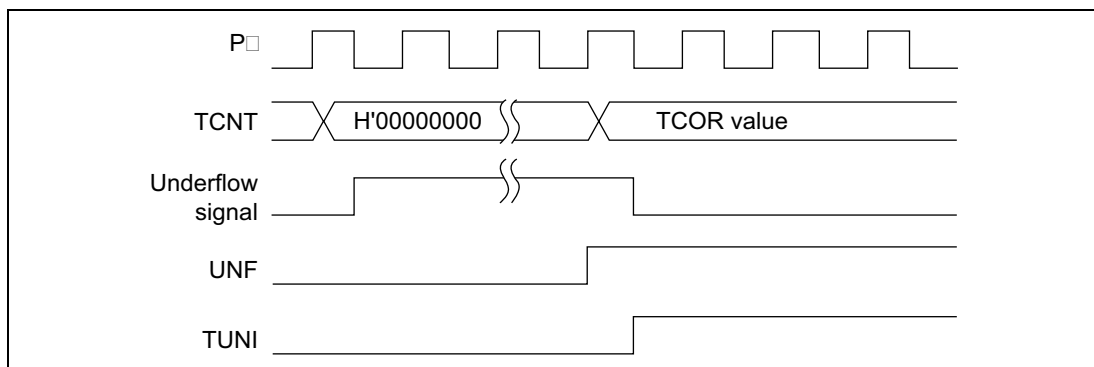 P□
TCNT H'00000000 TCOR value
Underflow
signal
UNF
TUNI